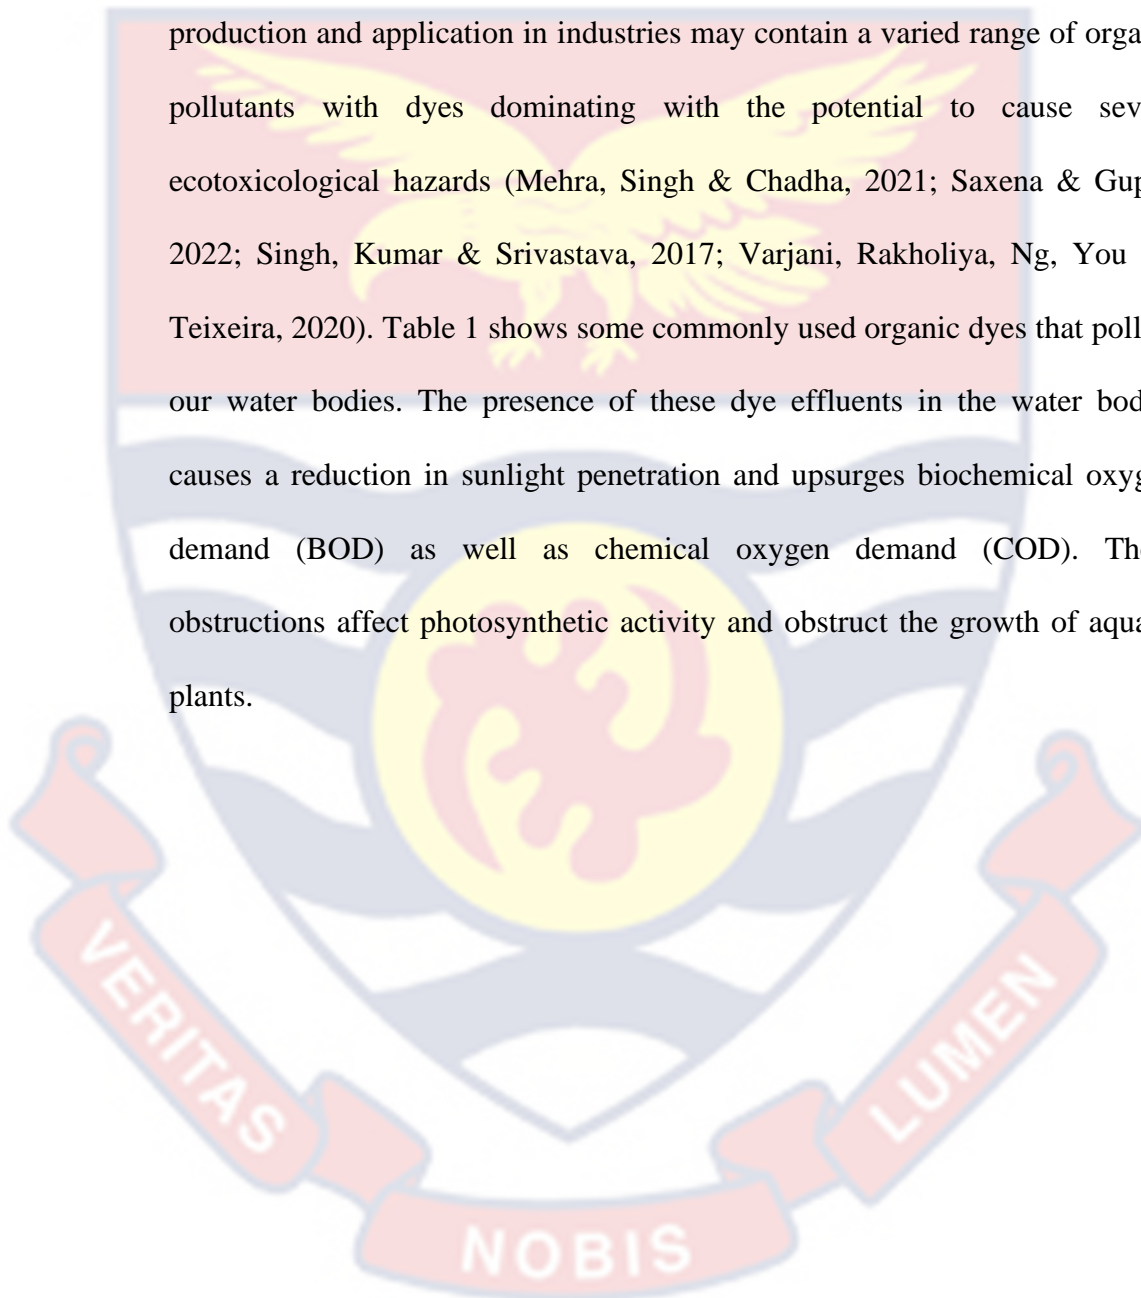 production and application in industries may contain a varied range of orga
pollutants with dyes dominating with the potential to cause sev
ecotoxicological hazards (Mehra, Singh & Chadha, 2021; Saxena & Gup
2022; Singh, Kumar & Srivastava, 2017; Varjani, Rakholiya, Ng, You
Teixeira, 2020). Table 1 shows some commonly used organic dyes that poll
our water bodies. The presence of these dye effluents in the water bod
causes a reduction in sunlight penetration and upsurges biochemical oxyg
demand (BOD) as well as chemical oxygen demand (COD). The
obstructions affect photosynthetic activity and obstruct the growth of aqua
plants.
VERITAS
NOBIS
LUMEN